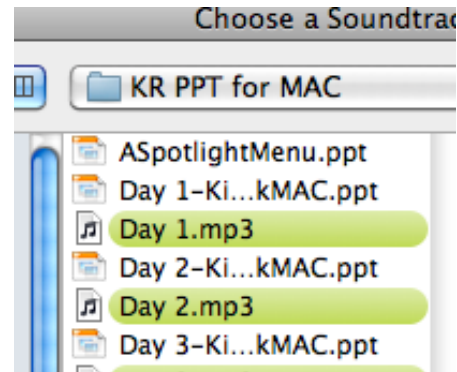 Choose a Soundtrac
KR PPT for MAC
ASpotlightMenu.ppt
Day 1-Ki...kMAC.ppt
Day 1.mp3
Day 2-Ki...kMAC.ppt
Day 2.mp3
Day 3-Ki...kMAC.ppt